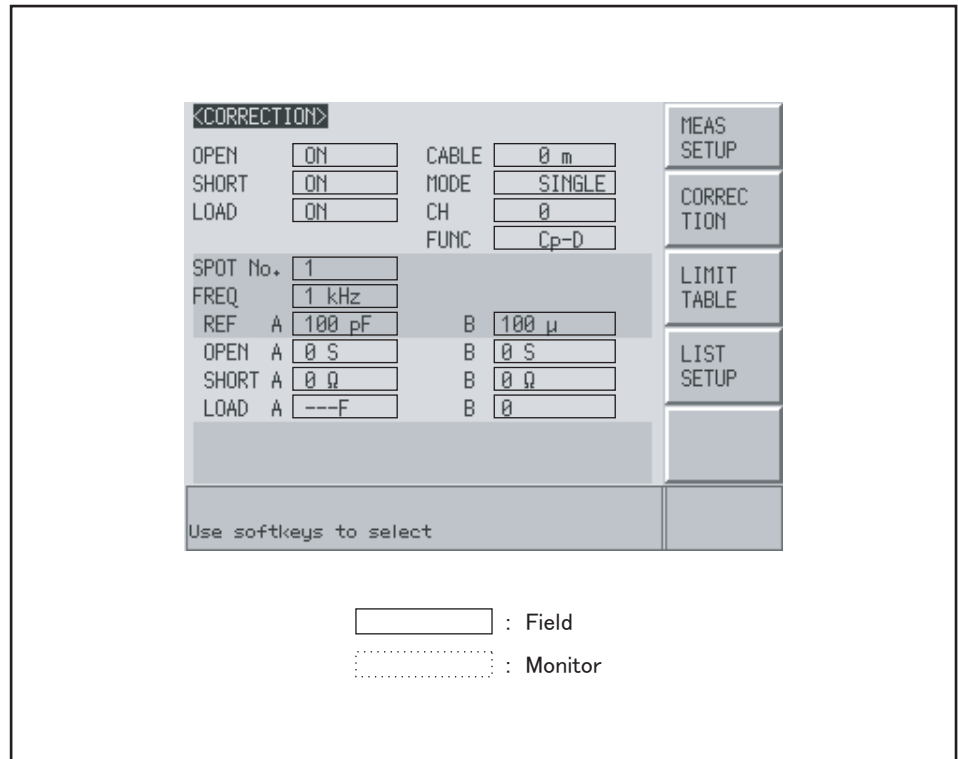 <CORRECTION>
OPEN ON CABLE 0 m
SHORT ON MODE SINGLE
LOAD ON CH 0
FUNC Cp-D
SPOT No. 1
FREQ 1 kHz
REF A 100 pF B 100 μ
OPEN A 0 S B 0 S
SHORT A 0 Ω B 0 Ω
LOAD A ---F B 0
Use softkeys to select
MEAS
SETUP
CORREC
TION
LIMIT
TABLE
LIST
SETUP
: Field
: Monitor